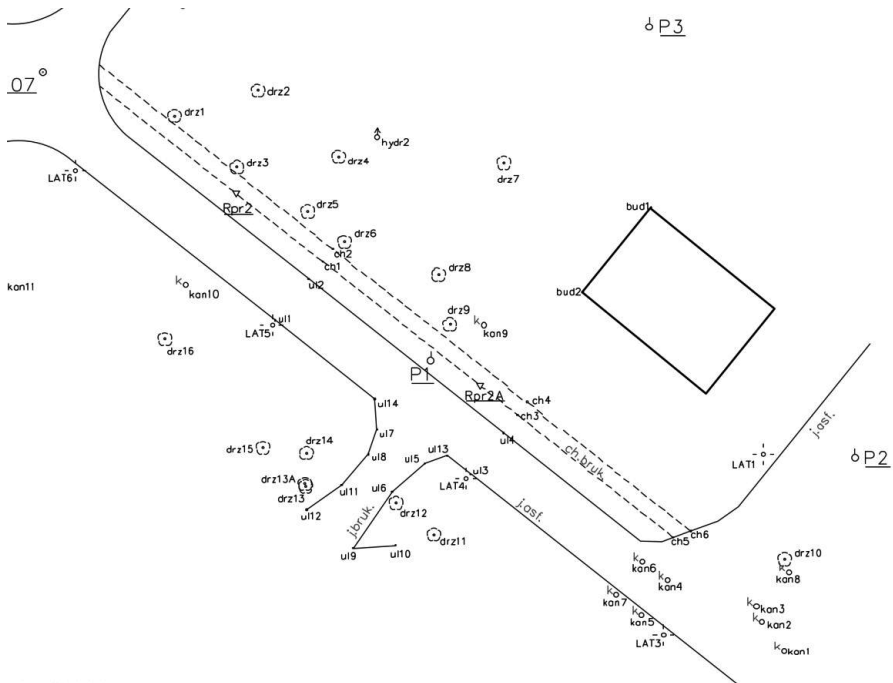 P3
07
drz2
drz1
hydr2
drz3
drz4
drz7
LAT6
Rpr2
drz5
bud1
drz6
ch2
ch1
drz8
kan11
k
kan10
ul2
bud2
drz9
k
kan9
LAT5
ul1
drz16
P1
Rpr2A
ul14
ch4
ch3
ul7
ul4
j.asf.
drz15
drz14
ul8
ul5
ul13
ch.bruk.
LAT1
P2
drz13A
drz13
ul11
ul6
LAT4
ul3
ul12
drz12
j.asf.
j.bruk.
drz11
ul9
ul10
ch5
ch6
drz10
k
kan6
k
kan4
k
kan8
k
kan7
k
kan5
k
kan3
k
kan2
LAT3
k
kan1